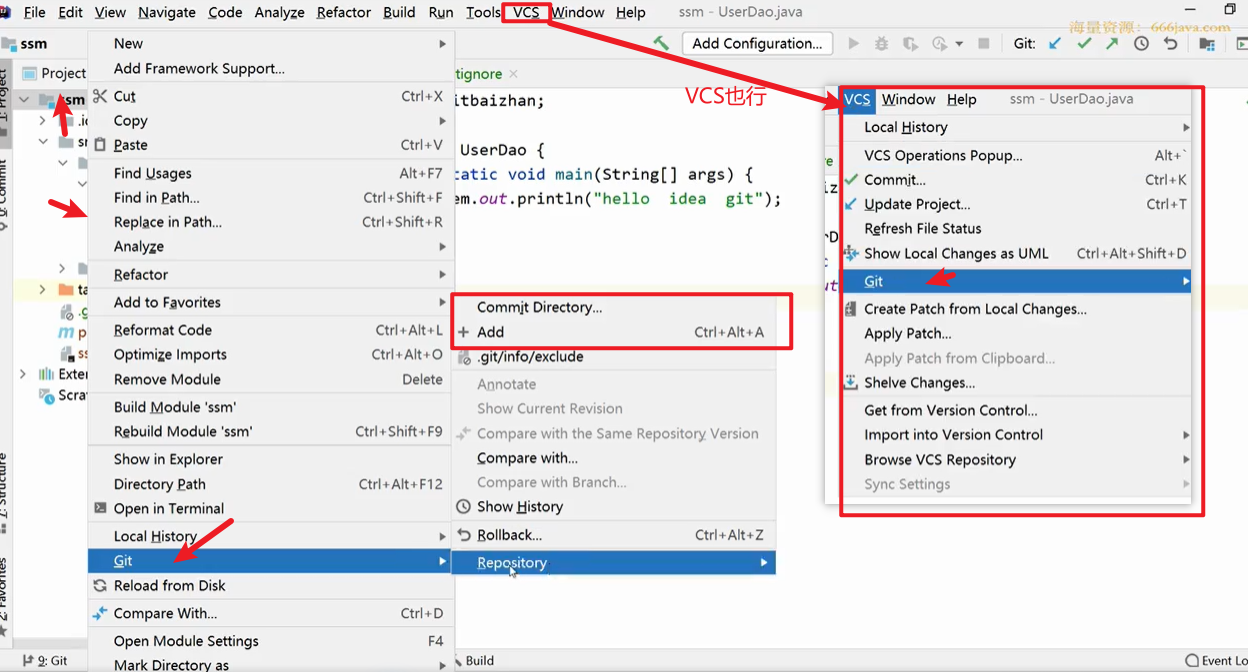 File Edit View Navigate Code Analyze Refactor Build Run Tools VCS Window Help ssm - UserDao.java
海量资源：666java.com
ssm
Add Configuration...
Git:
Project
1: Project
ssm
0: Commit
7: Structure
2: Favorites
Exter
Scra
New
Add Framework Support...
Cut Ctrl+X
Copy
Paste Ctrl+V
Find Usages Alt+F7
Find in Path... Ctrl+Shift+F
Replace in Path... Ctrl+Shift+R
Analyze
Refactor
Add to Favorites
Reformat Code Ctrl+Alt+L
Optimize Imports Ctrl+Alt+O
Remove Module Delete
Build Module 'ssm'
Rebuild Module 'ssm' Ctrl+Shift+F9
Show in Explorer
Directory Path Ctrl+Alt+F12
Open in Terminal
Local History
Git
Reload from Disk
Compare With... Ctrl+D
Open Module Settings F4
Mark Directory as
tignore
itbaizhan;
UserDao {
tatic void main(String[] args) {
em.out.println("hello idea git");
VCS也行
Commit Directory...
Add Ctrl+Alt+A
.git/info/exclude
Annotate
Show Current Revision
Compare with the Same Repository Version
Compare with...
Compare with Branch...
Show History
Rollback... Ctrl+Alt+Z
Repository
VCS Window Help ssm - UserDao.java
Local History
VCS Operations Popup... Alt+`
Commit... Ctrl+K
Update Project... Ctrl+T
Refresh File Status
Show Local Changes as UML Ctrl+Alt+Shift+D
Git
Create Patch from Local Changes...
Apply Patch...
Apply Patch from Clipboard...
Shelve Changes...
Get from Version Control...
Import into Version Control
Browse VCS Repository
Sync Settings
9: Git
Build
Event Lo